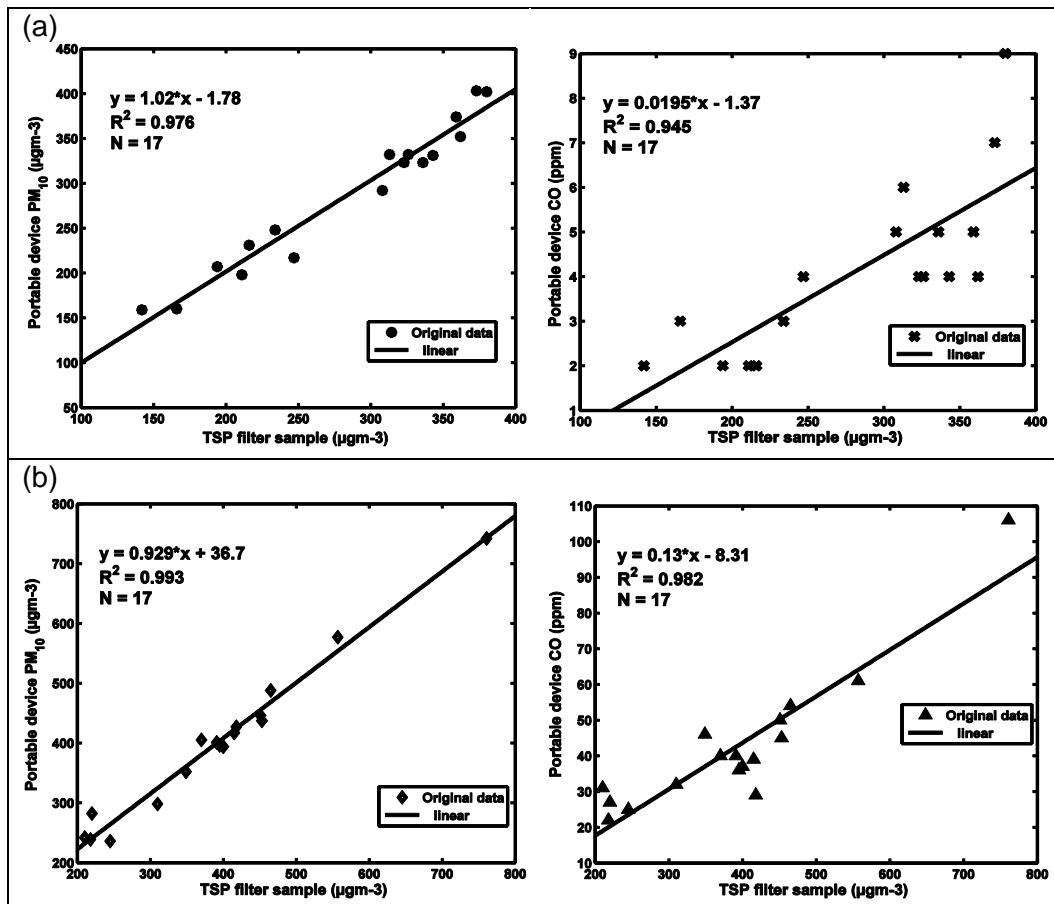 (a)
y = 1.02*x - 1.78
R² = 0.976
N = 17
Portable device PM₁₀ (µgm-3)
450
400
350
300
250
200
150
100
50
Original data
linear
100 150 200 250 300 350 400
TSP filter sample (µgm-3)
y = 0.0195*x - 1.37
R² = 0.945
N = 17
Portable device CO (ppm)
9
8
7
6
5
4
3
2
1
Original data
linear
100 150 200 250 300 350 400
TSP filter sample (µgm-3)
(b)
y = 0.929*x + 36.7
R² = 0.993
N = 17
Portable device PM₁₀ (µgm-3)
800
700
600
500
400
300
200
Original data
linear
200 300 400 500 600 700 800
TSP filter sample (µgm-3)
y = 0.13*x - 8.31
R² = 0.982
N = 17
Portable device CO (ppm)
110
100
90
80
70
60
50
40
30
20
10
Original data
linear
200 300 400 500 600 700 800
TSP filter sample (µgm-3)